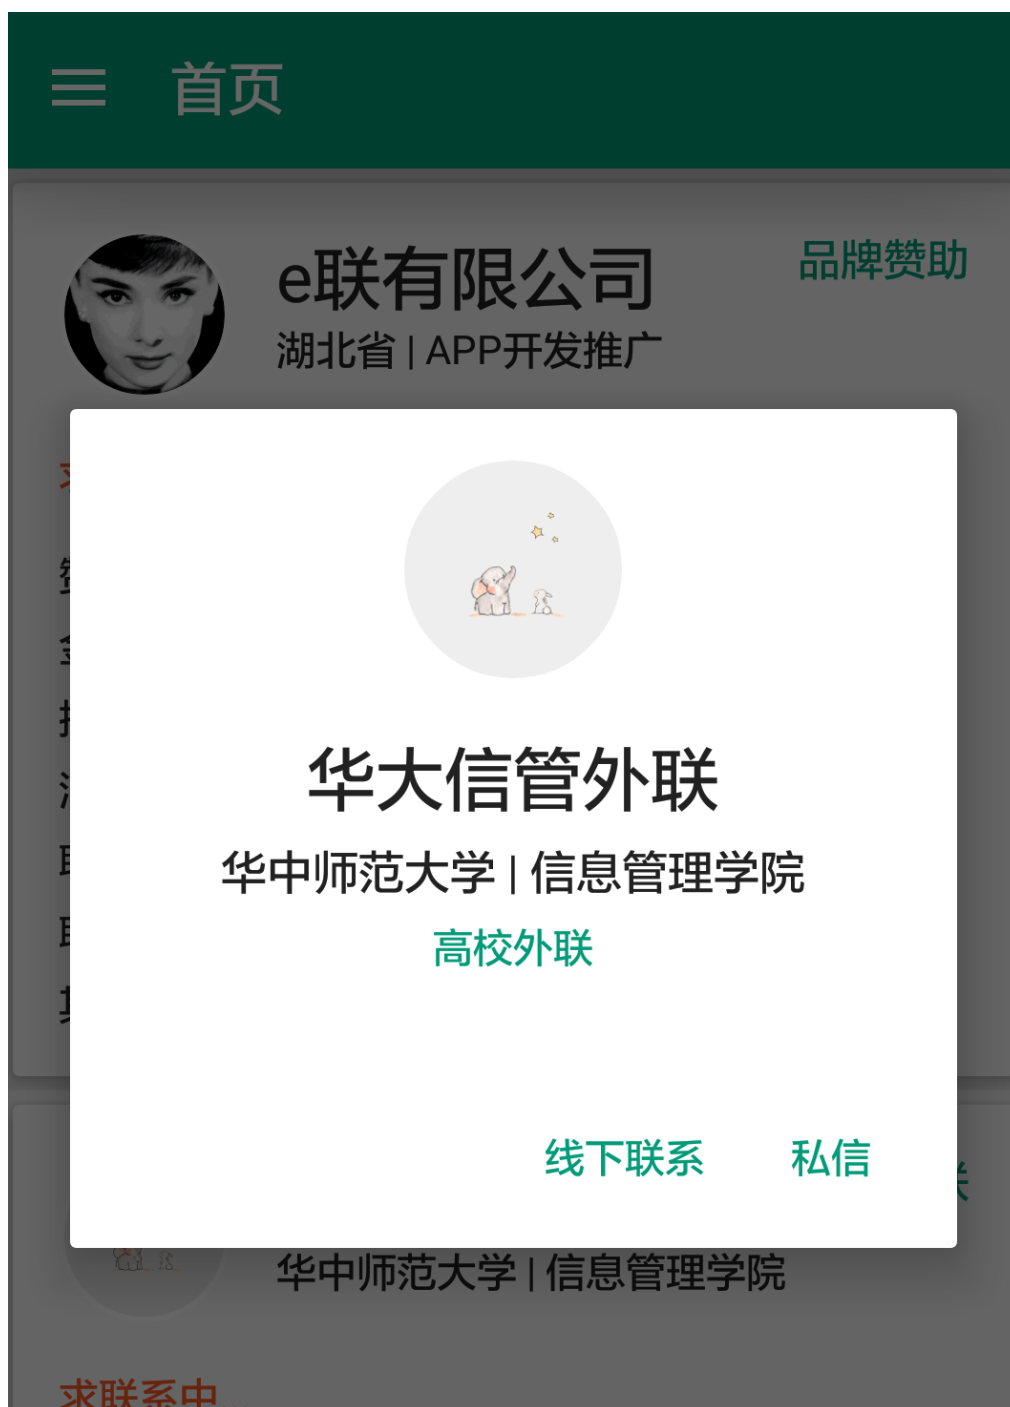 首页
e联有限公司
品牌赞助
湖北省 | APP开发推广
华大信管外联
华中师范大学 | 信息管理学院
高校外联
线下联系 私信
华中师范大学 | 信息管理学院
求联系中